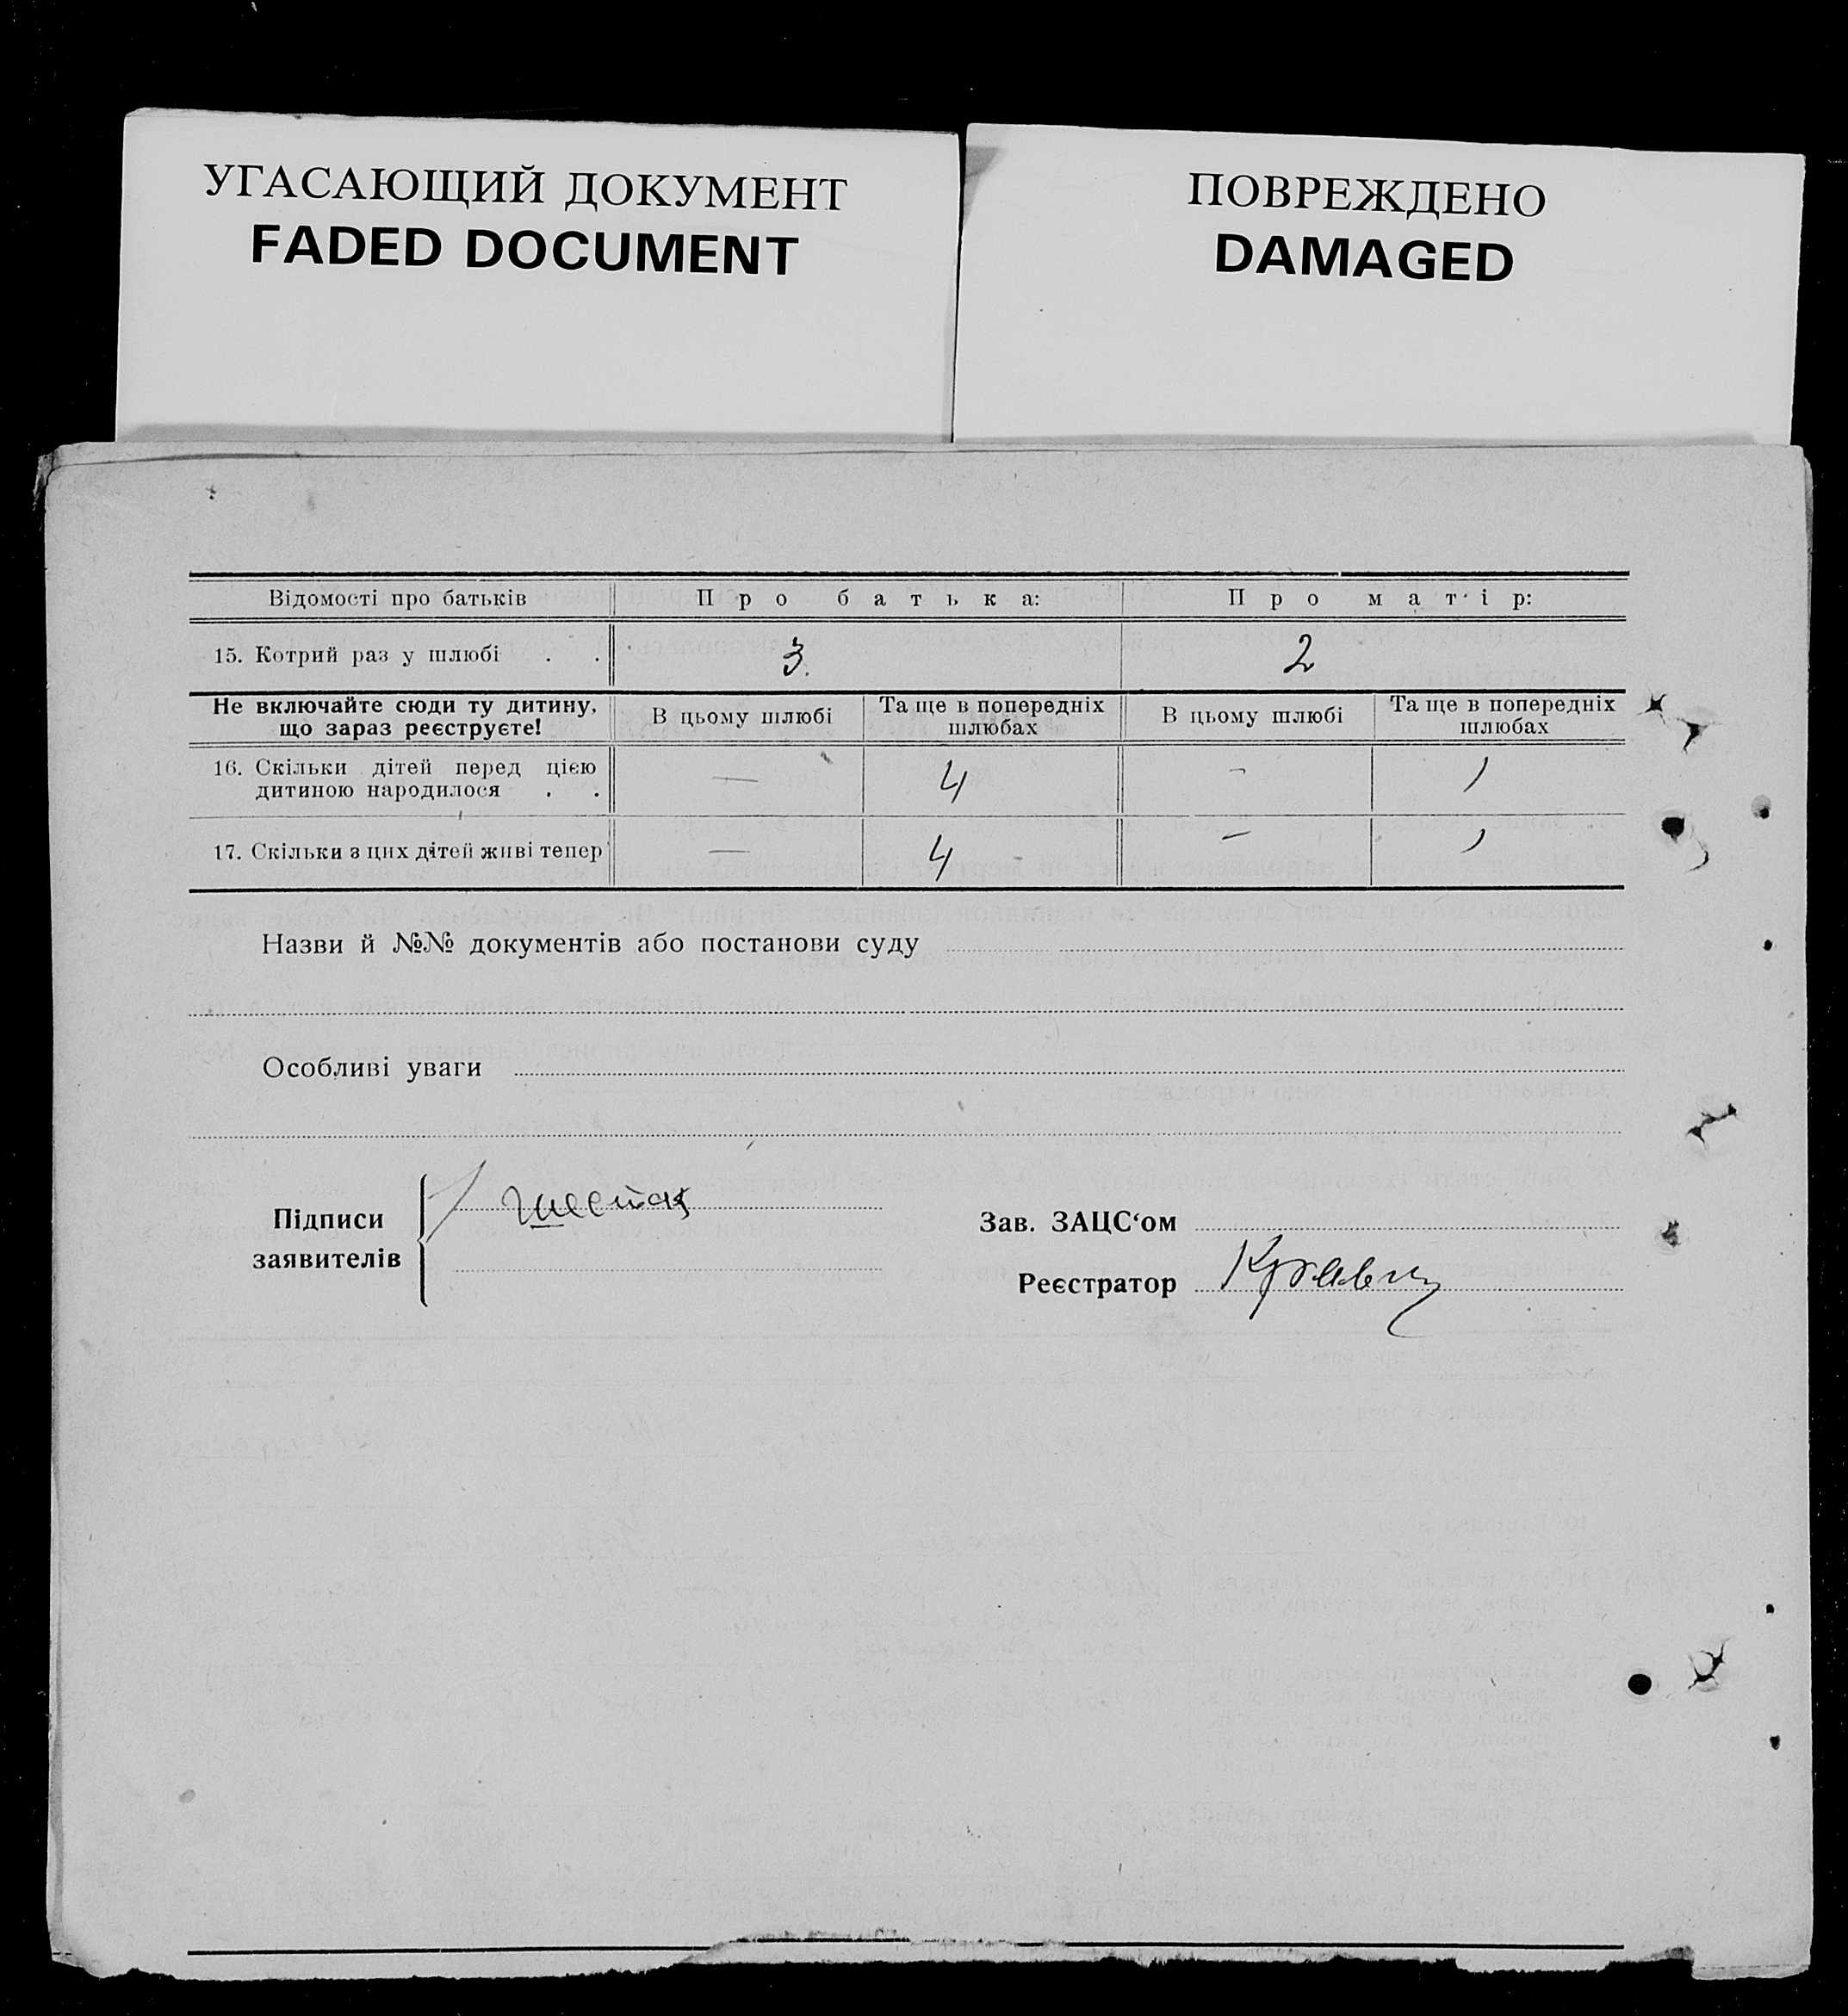 УГАСАЮЩИЙ ДОКУМЕНТ
FADED DOCUMENT
ПОВРЕЖДЕНО
DAMAGED
Відомості про батьків Про батька: Про матір:
15. Котрий раз у шлюбі . . 3. 2
Не включайте сюди ту дитину, що зараз реєструєте! В цьому шлюбі Та ще в попередніх шлюбах В цьому шлюбі Та ще в попередніх шлюбах
16. Скільки дітей перед цією — 4 - 1
дитиною народилося . .
17. Скільки з цих дітей живі тепер — 4 - 1
Назви й №№ документів або постанови суду
Особливі уваги
Підписи
заявителів
Шестак
Зав. ЗАЦС‘ом
Реєстратор